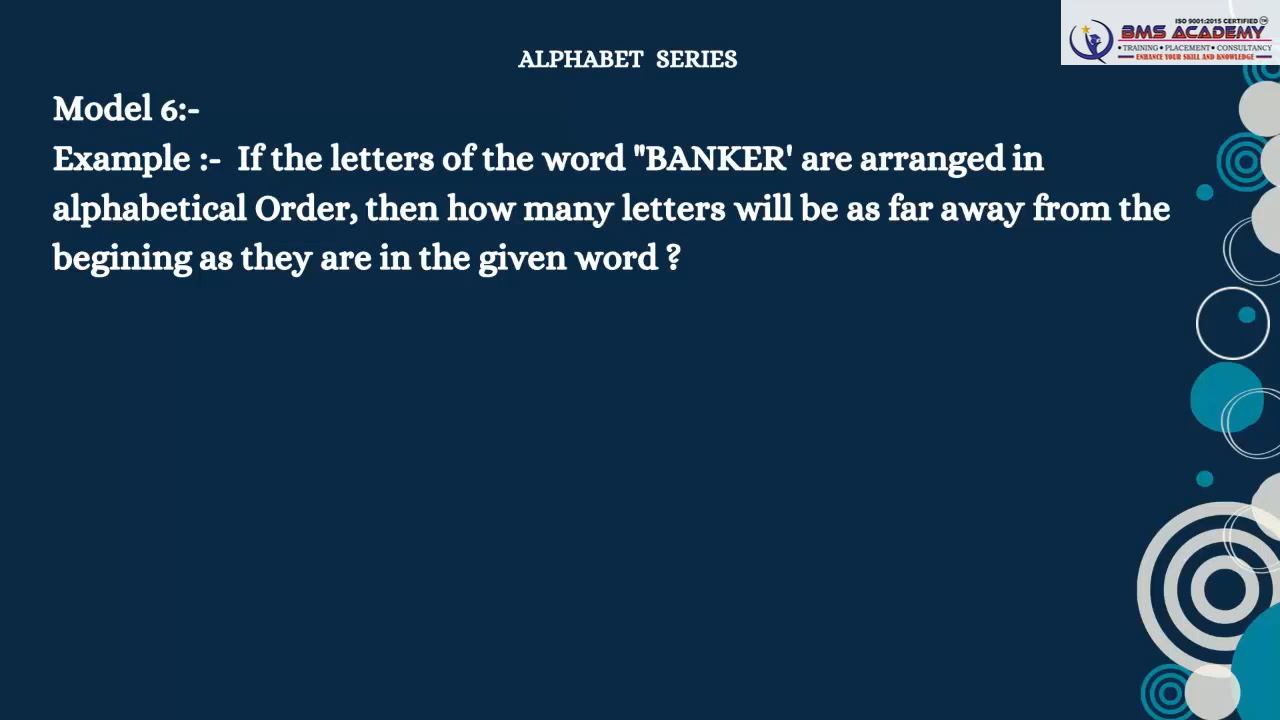 ISO 9001:2015 CERTIFIED TM
BMS ACADEMY
• TRAINING • PLACEMENT • CONSULTANCY
ENHANCE YOUR SKILL AND KNOWLEDGE
ALPHABET SERIES
Model 6:-
Example :- If the letters of the word "BANKER' are arranged in
alphabetical Order, then how many letters will be as far away from the
begining as they are in the given word ?